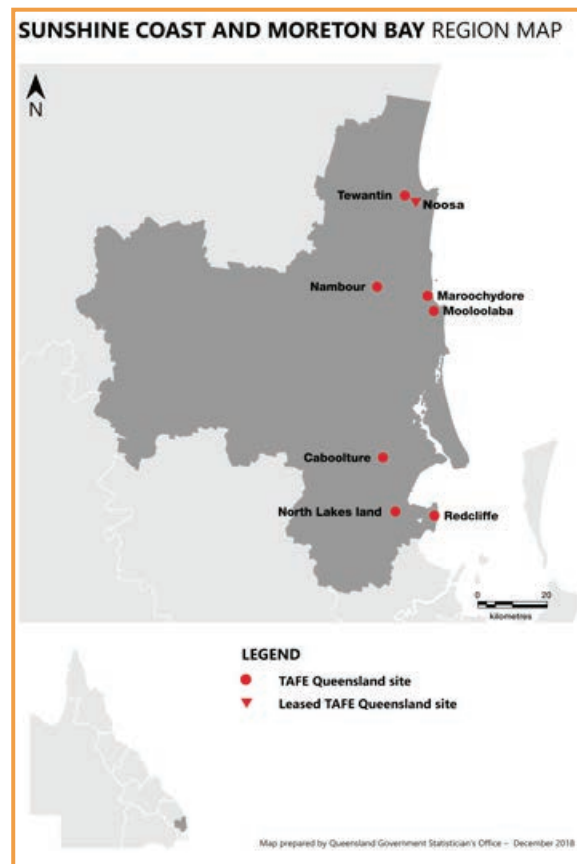 SUNSHINE COAST AND MORETON BAY REGION MAP
N
Tewantin
Noosa
Nambour
Maroochydore
Mooloolaba
Caboolture
North Lakes land
Redcliffe
0 20
kilometres
LEGEND
TAFE Queensland site
Leased TAFE Queensland site
Map prepared by Queensland Government Statistician's Office – December 2018